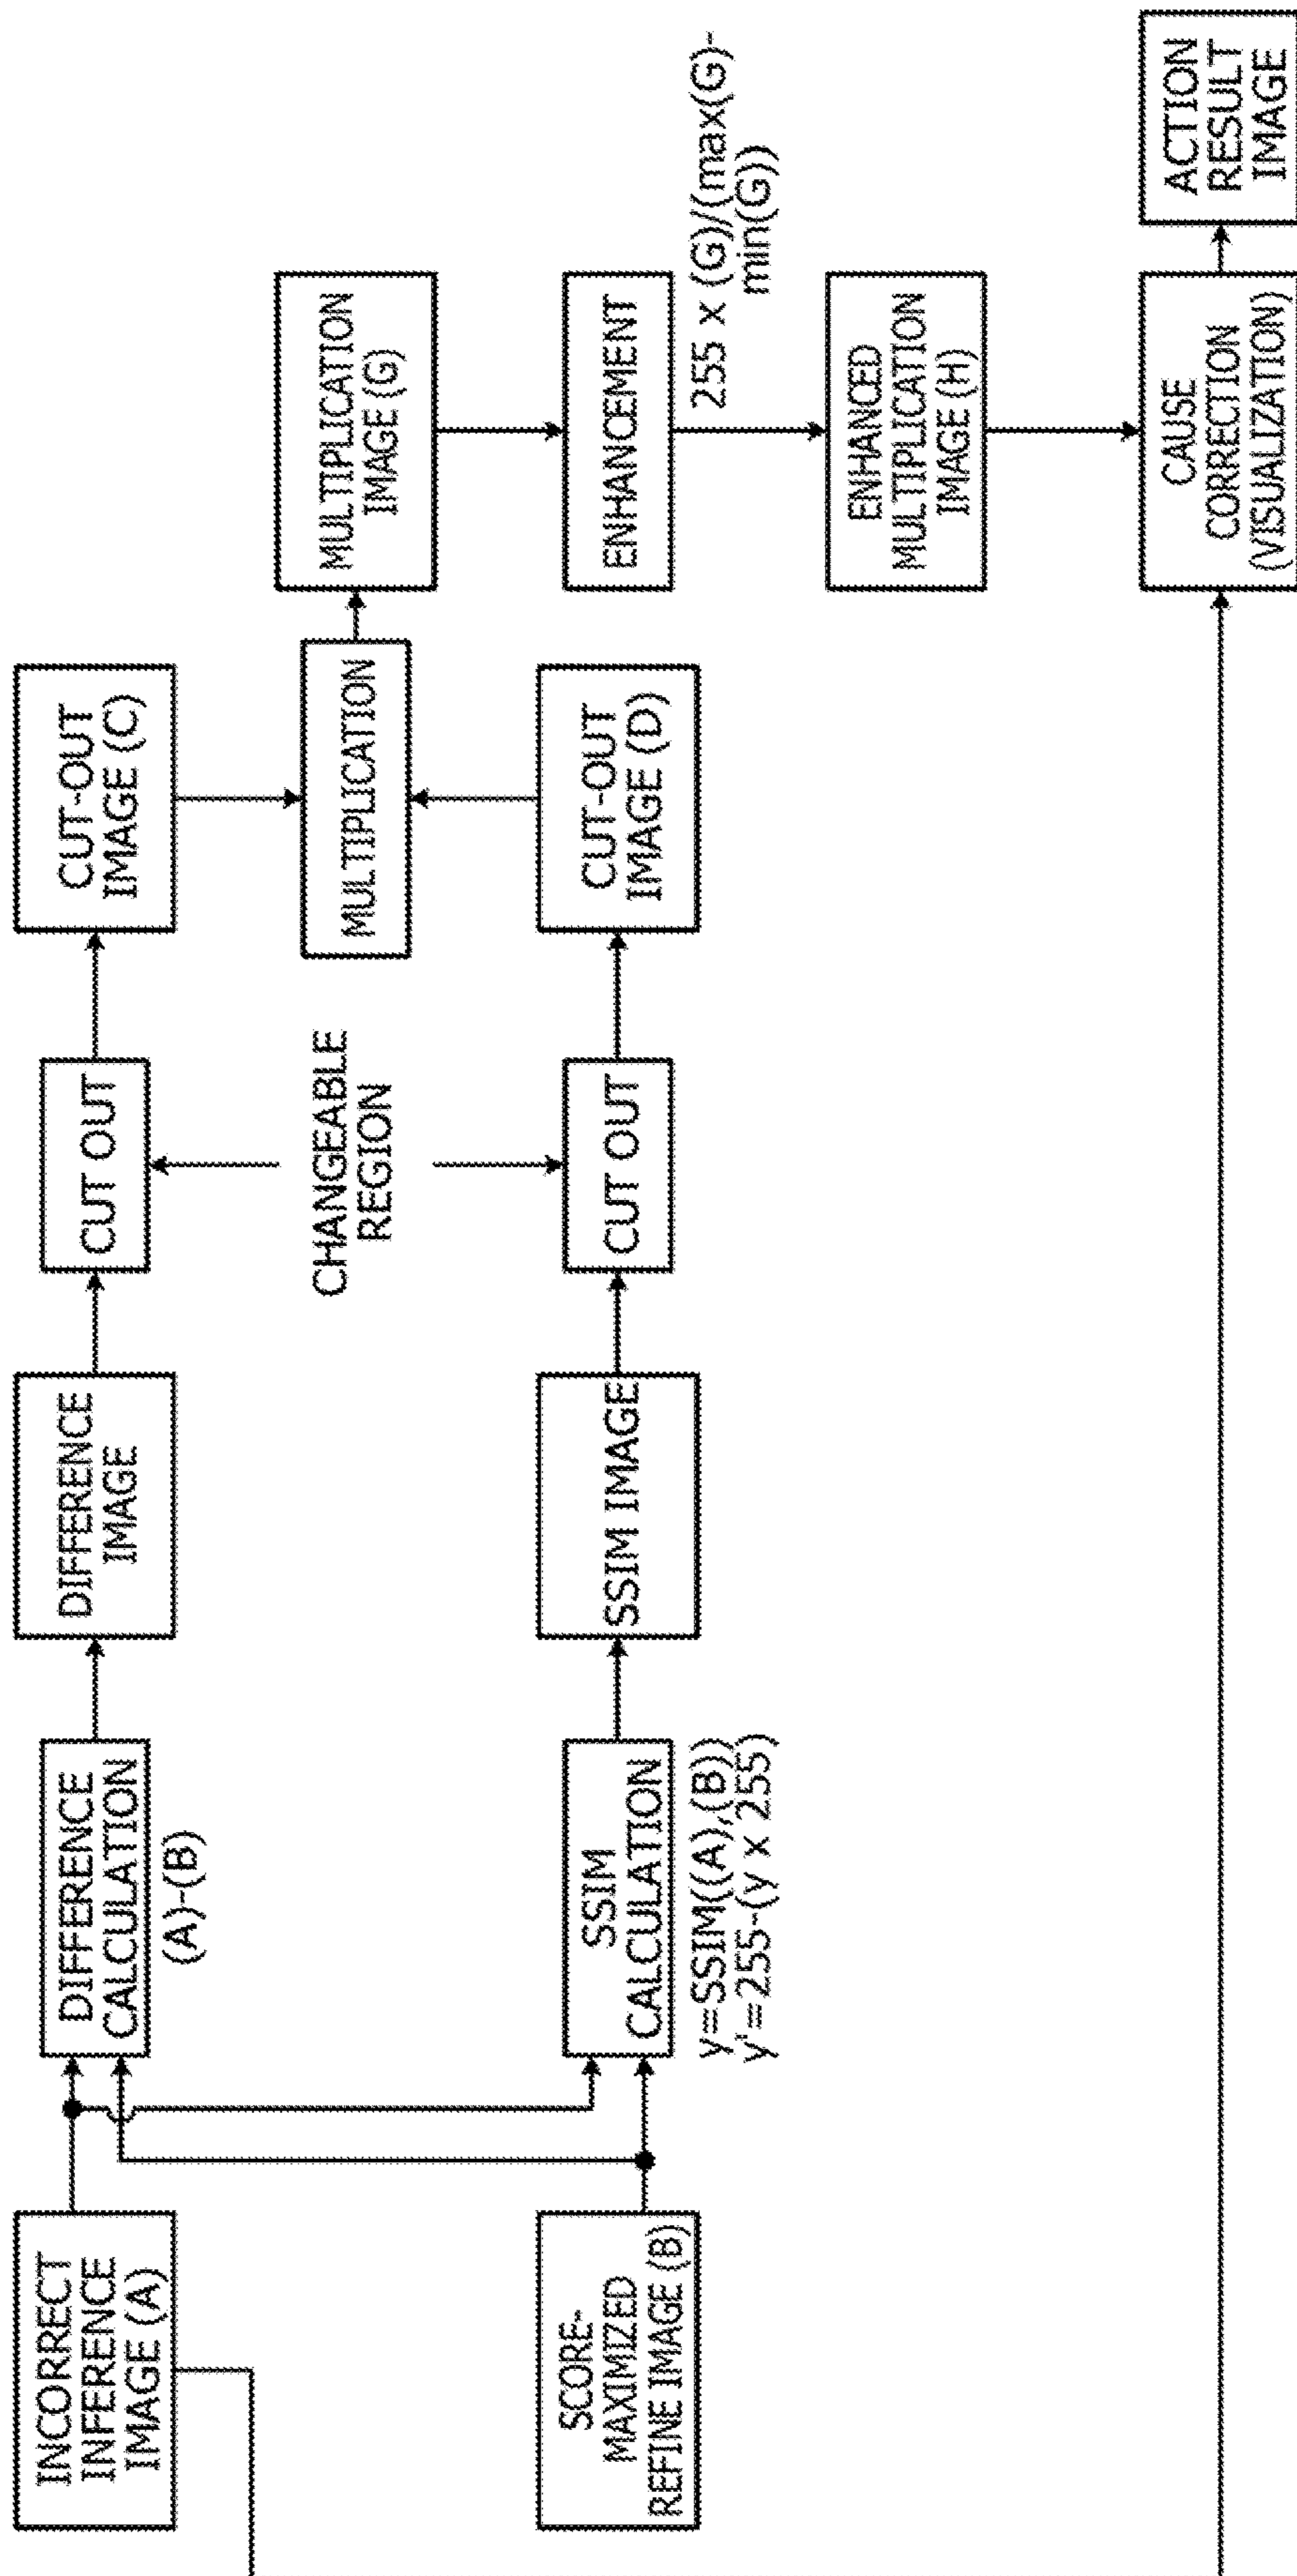 INCORRECT
INFERENCE
IMAGE (A)
DIFFERENCE
CALCULATION
(A)-(B)
DIFFERENCE
IMAGE
CUT OUT
CUT-OUT
IMAGE (C)
CHANGEABLE
REGION
MULTIPLICATION
MULTIPLICATION
IMAGE (G)
SCORE-
MAXIMIZED
REFINE IMAGE (B)
SSIM
CALCULATION
y=SSIM((A),(B))
y'=255-(y x 255)
SSIM IMAGE
CUT OUT
CUT-OUT
IMAGE (D)
ENHANCEMENT
255 x (G)/(max(G)-
min(G))
ENHANCED
MULTIPLICATION
IMAGE (H)
CAUSE
CORRECTION
(VISUALIZATION)
ACTION
RESULT
IMAGE